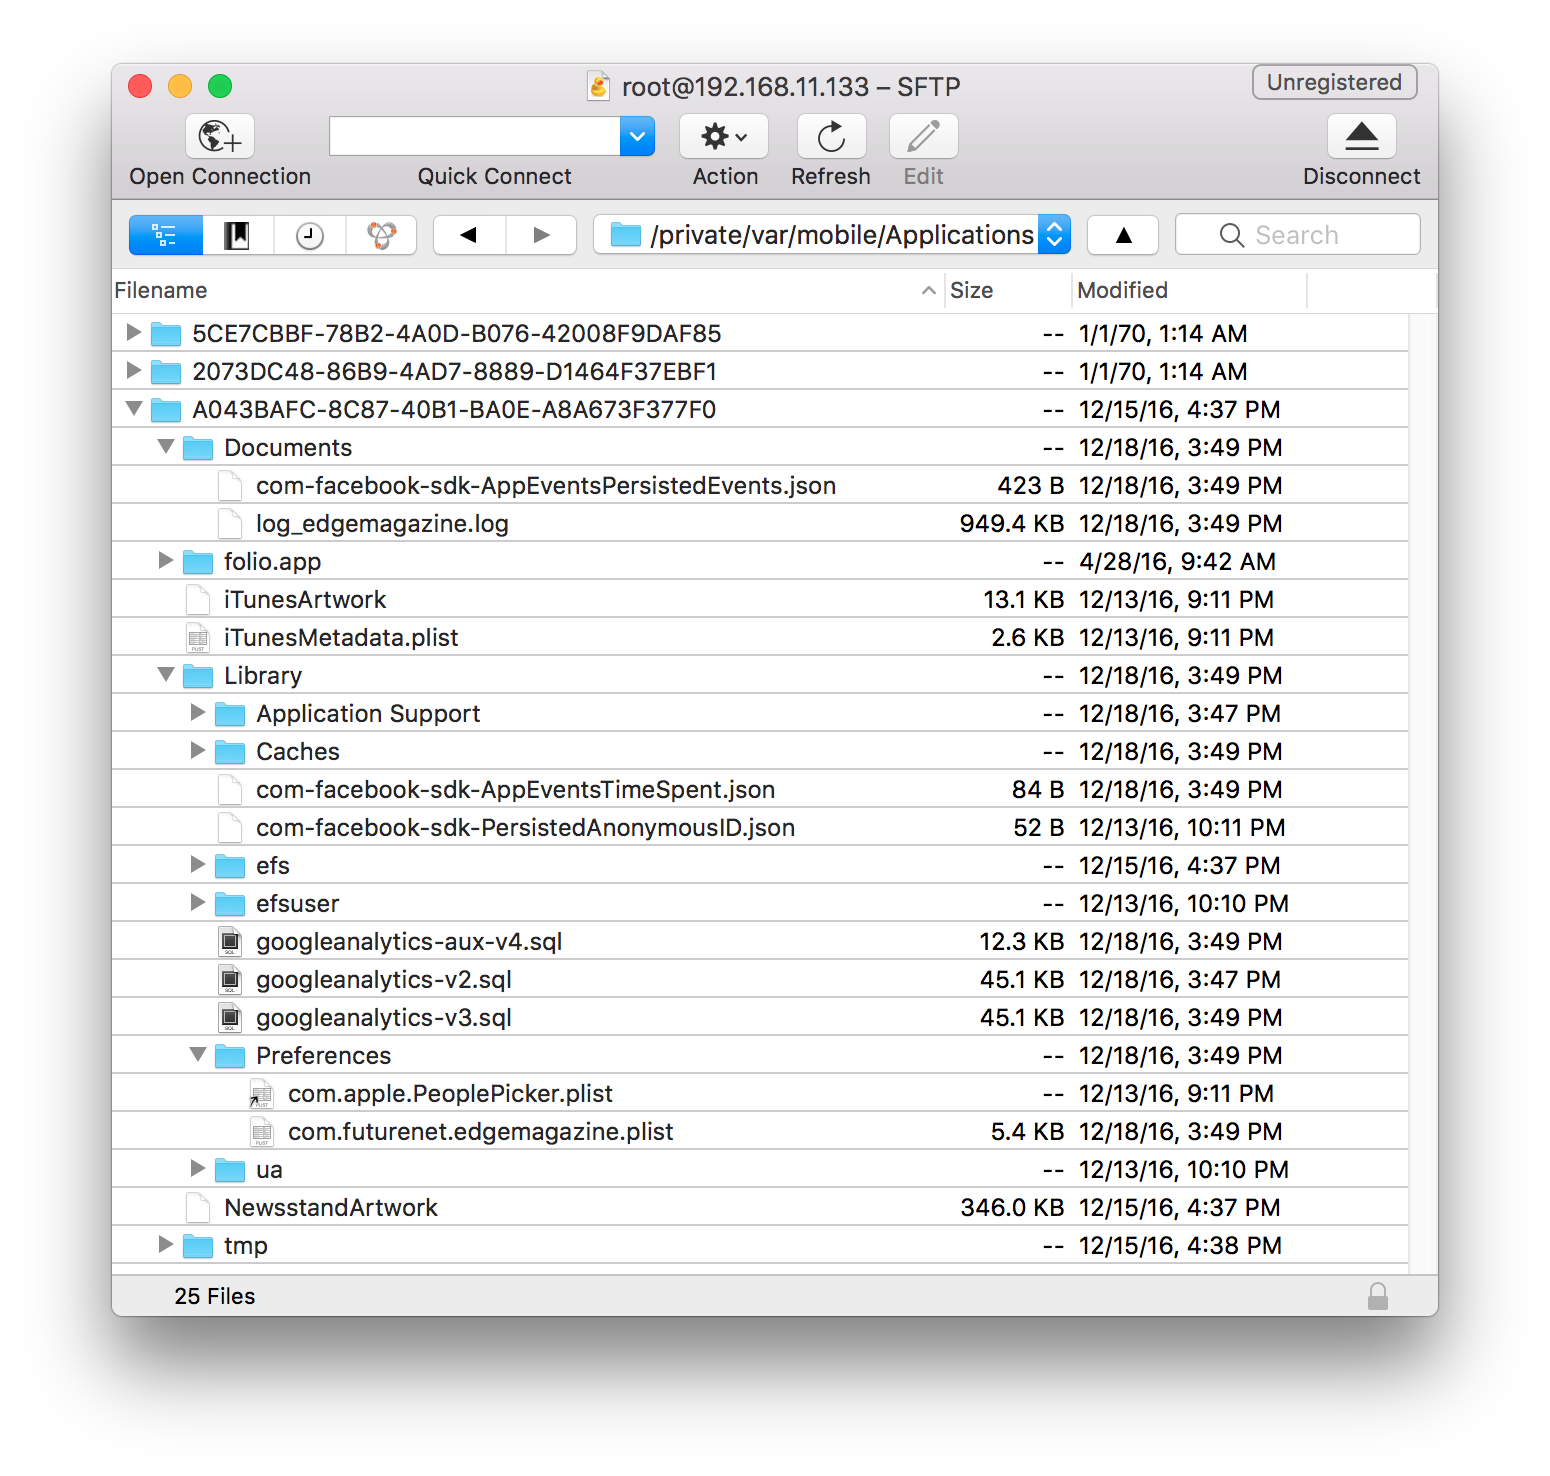 root@192.168.11.133 – SFTP
Unregistered
Open Connection
Quick Connect
Action
Refresh
Edit
Disconnect
/private/var/mobile/Applications
Search
Filename Size Modified
5CE7CBBF-78B2-4A0D-B076-42008F9DAF85 -- 1/1/70, 1:14 AM
2073DC48-86B9-4AD7-8889-D1464F37EBF1 -- 1/1/70, 1:14 AM
A043BAFC-8C87-40B1-BA0E-A8A673F377F0 -- 12/15/16, 4:37 PM
Documents -- 12/18/16, 3:49 PM
com-facebook-sdk-AppEventsPersistedEvents.json 423 B 12/18/16, 3:49 PM
log_edgemagazine.log 949.4 KB 12/18/16, 3:49 PM
folio.app -- 4/28/16, 9:42 AM
iTunesArtwork 13.1 KB 12/13/16, 9:11 PM
iTunesMetadata.plist 2.6 KB 12/13/16, 9:11 PM
Library -- 12/18/16, 3:49 PM
Application Support -- 12/18/16, 3:47 PM
Caches -- 12/18/16, 3:49 PM
com-facebook-sdk-AppEventsTimeSpent.json 84 B 12/18/16, 3:49 PM
com-facebook-sdk-PersistedAnonymousID.json 52 B 12/13/16, 10:11 PM
efs -- 12/15/16, 4:37 PM
efsuser -- 12/13/16, 10:10 PM
googleanalytics-aux-v4.sql 12.3 KB 12/18/16, 3:49 PM
googleanalytics-v2.sql 45.1 KB 12/18/16, 3:47 PM
googleanalytics-v3.sql 45.1 KB 12/18/16, 3:49 PM
Preferences -- 12/18/16, 3:49 PM
com.apple.PeoplePicker.plist -- 12/13/16, 9:11 PM
com.futurenet.edgemagazine.plist 5.4 KB 12/18/16, 3:49 PM
ua -- 12/13/16, 10:10 PM
NewsstandArtwork 346.0 KB 12/15/16, 4:37 PM
tmp -- 12/15/16, 4:38 PM
25 Files